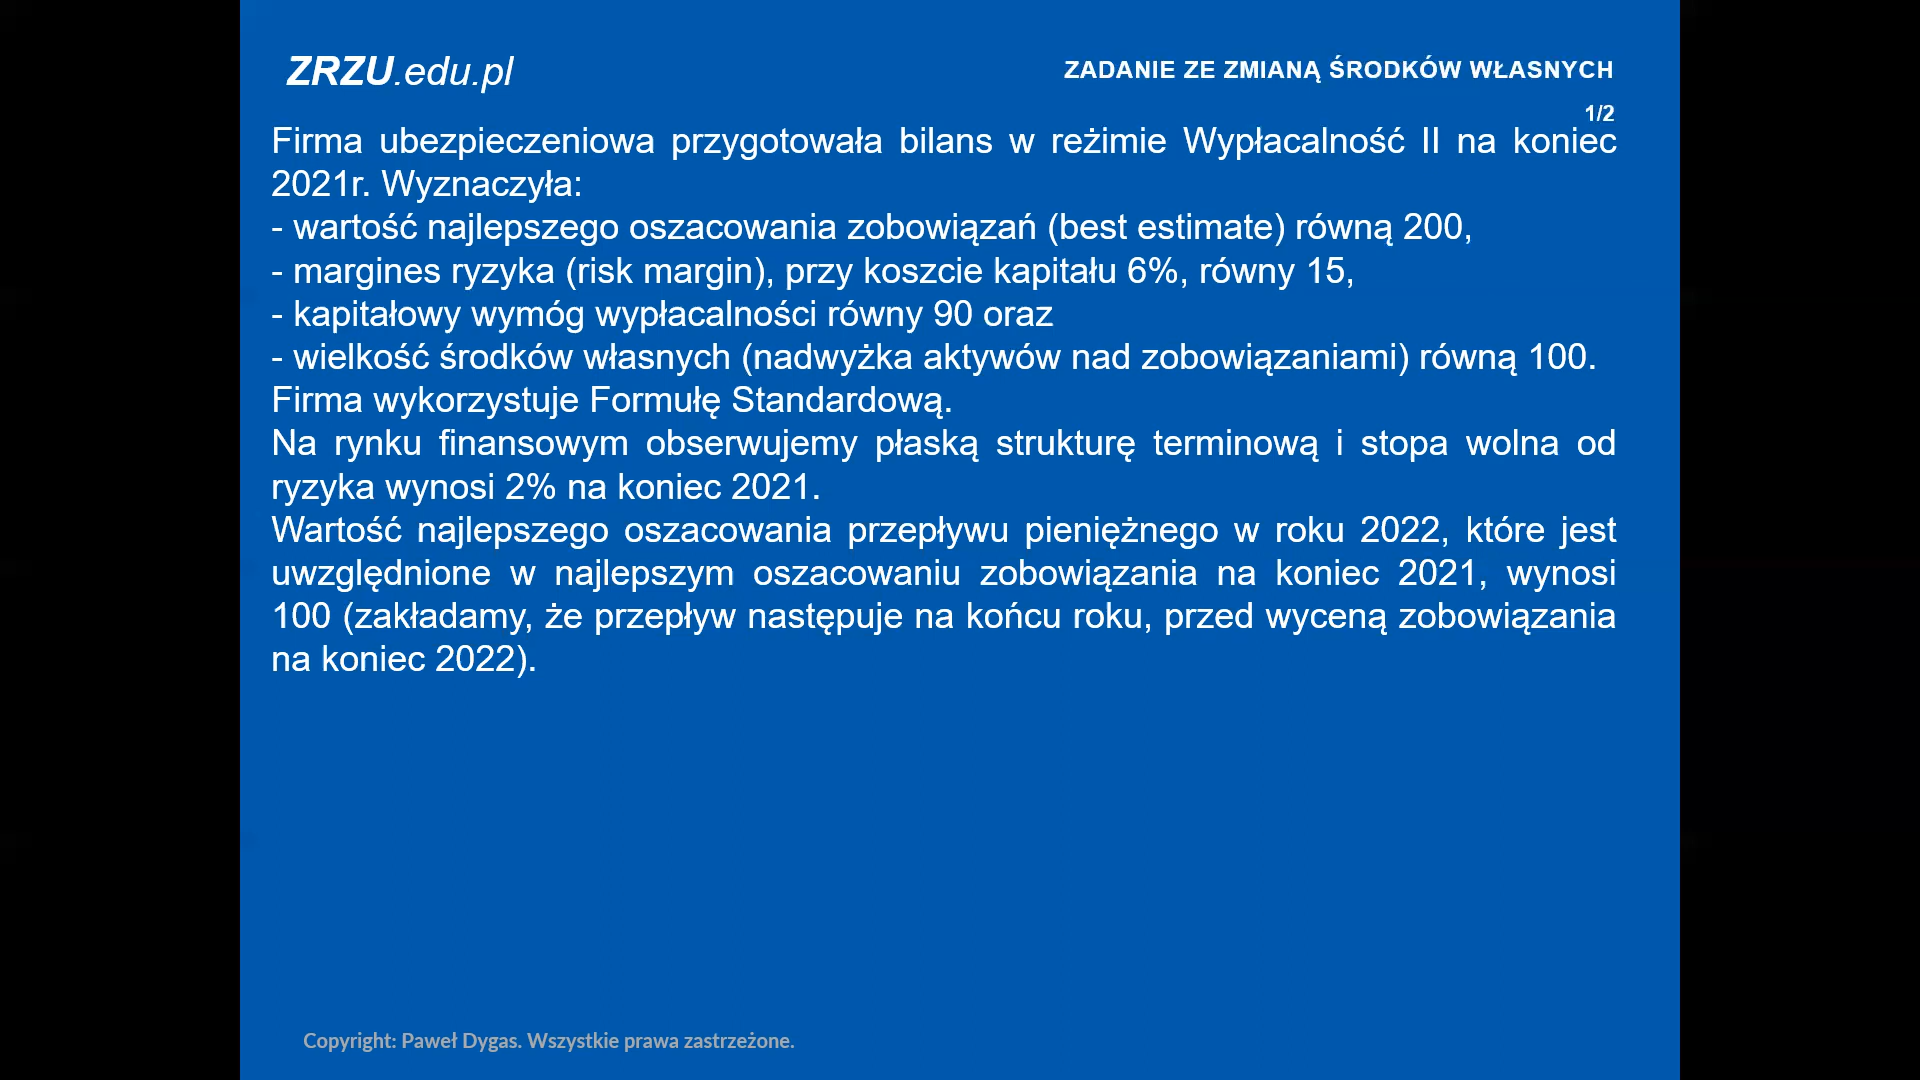 ZRZU.edu.pl
ZADANIE ZE ZMIANĄ ŚRODKÓW WŁASNYCH
1/2
Firma ubezpieczeniowa przygotowała bilans w reżimie Wypłacalność II na koniec
2021r. Wyznaczyła:
- wartość najlepszego oszacowania zobowiązań (best estimate) równą 200,
- margines ryzyka (risk margin), przy koszcie kapitału 6%, równy 15,
- kapitałowy wymóg wypłacalności równy 90 oraz
- wielkość środków własnych (nadwyżka aktywów nad zobowiązaniami) równą 100.
Firma wykorzystuje Formułę Standardową.
Na rynku finansowym obserwujemy płaską strukturę terminową i stopa wolna od
ryzyka wynosi 2% na koniec 2021.
Wartość najlepszego oszacowania przepływu pieniężnego w roku 2022, które jest
uwzględnione w najlepszym oszacowaniu zobowiązania na koniec 2021, wynosi
100 (zakładamy, że przepływ następuje na końcu roku, przed wyceną zobowiązania
na koniec 2022).
Copyright: Paweł Dygas. Wszystkie prawa zastrzeżone.